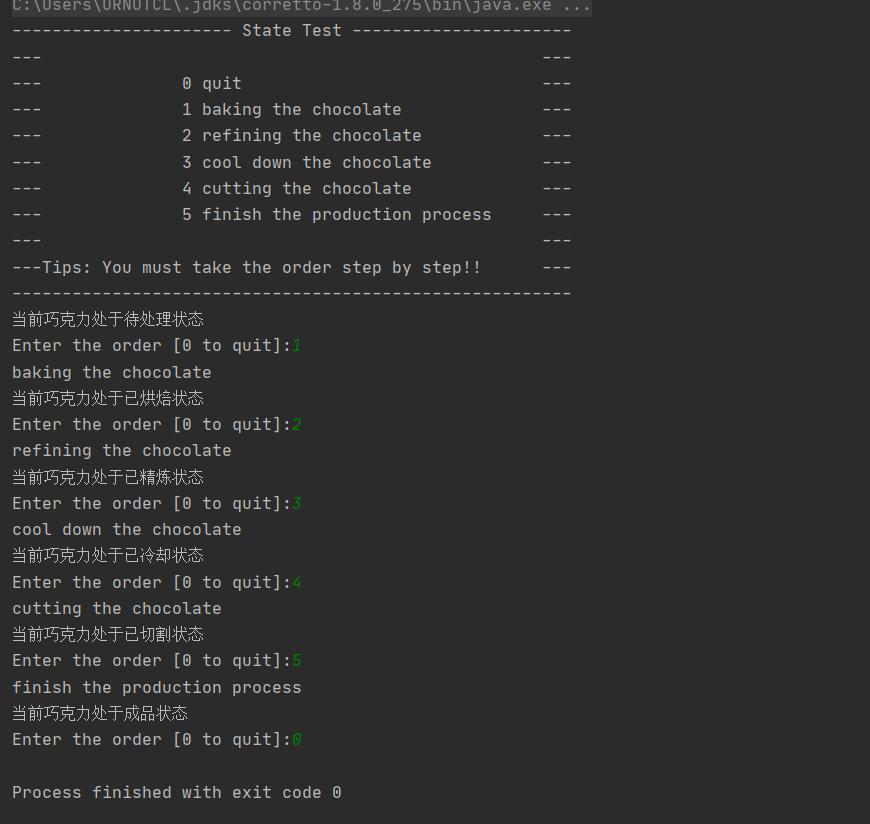 C:\Users\URNOTCL\.jdks\corretto-1.8.0_275\bin\java.exe ...
---------------------- State Test ----------------------
---                                                  ---
---              0 quit                              ---
---              1 baking the chocolate              ---
---              2 refining the chocolate            ---
---              3 cool down the chocolate           ---
---              4 cutting the chocolate             ---
---              5 finish the production process     ---
---                                                  ---
---Tips: You must take the order step by step!!      ---
--------------------------------------------------------
当前巧克力处于待处理状态
Enter the order [0 to quit]:1
baking the chocolate
当前巧克力处于已烘焙状态
Enter the order [0 to quit]:2
refining the chocolate
当前巧克力处于已精炼状态
Enter the order [0 to quit]:3
cool down the chocolate
当前巧克力处于已冷却状态
Enter the order [0 to quit]:4
cutting the chocolate
当前巧克力处于已切割状态
Enter the order [0 to quit]:5
finish the production process
当前巧克力处于成品状态
Enter the order [0 to quit]:0
Process finished with exit code 0